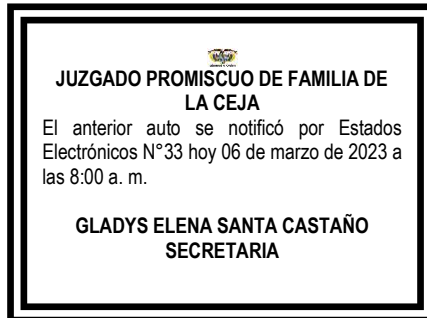 JUZGADO PROMISCUO DE FAMILIA DE
LA CEJA
El anterior auto se notificó por Estados
Electrónicos N°33 hoy 06 de marzo de 2023 a
las 8:00 a. m.
GLADYS ELENA SANTA CASTAÑO
SECRETARIA